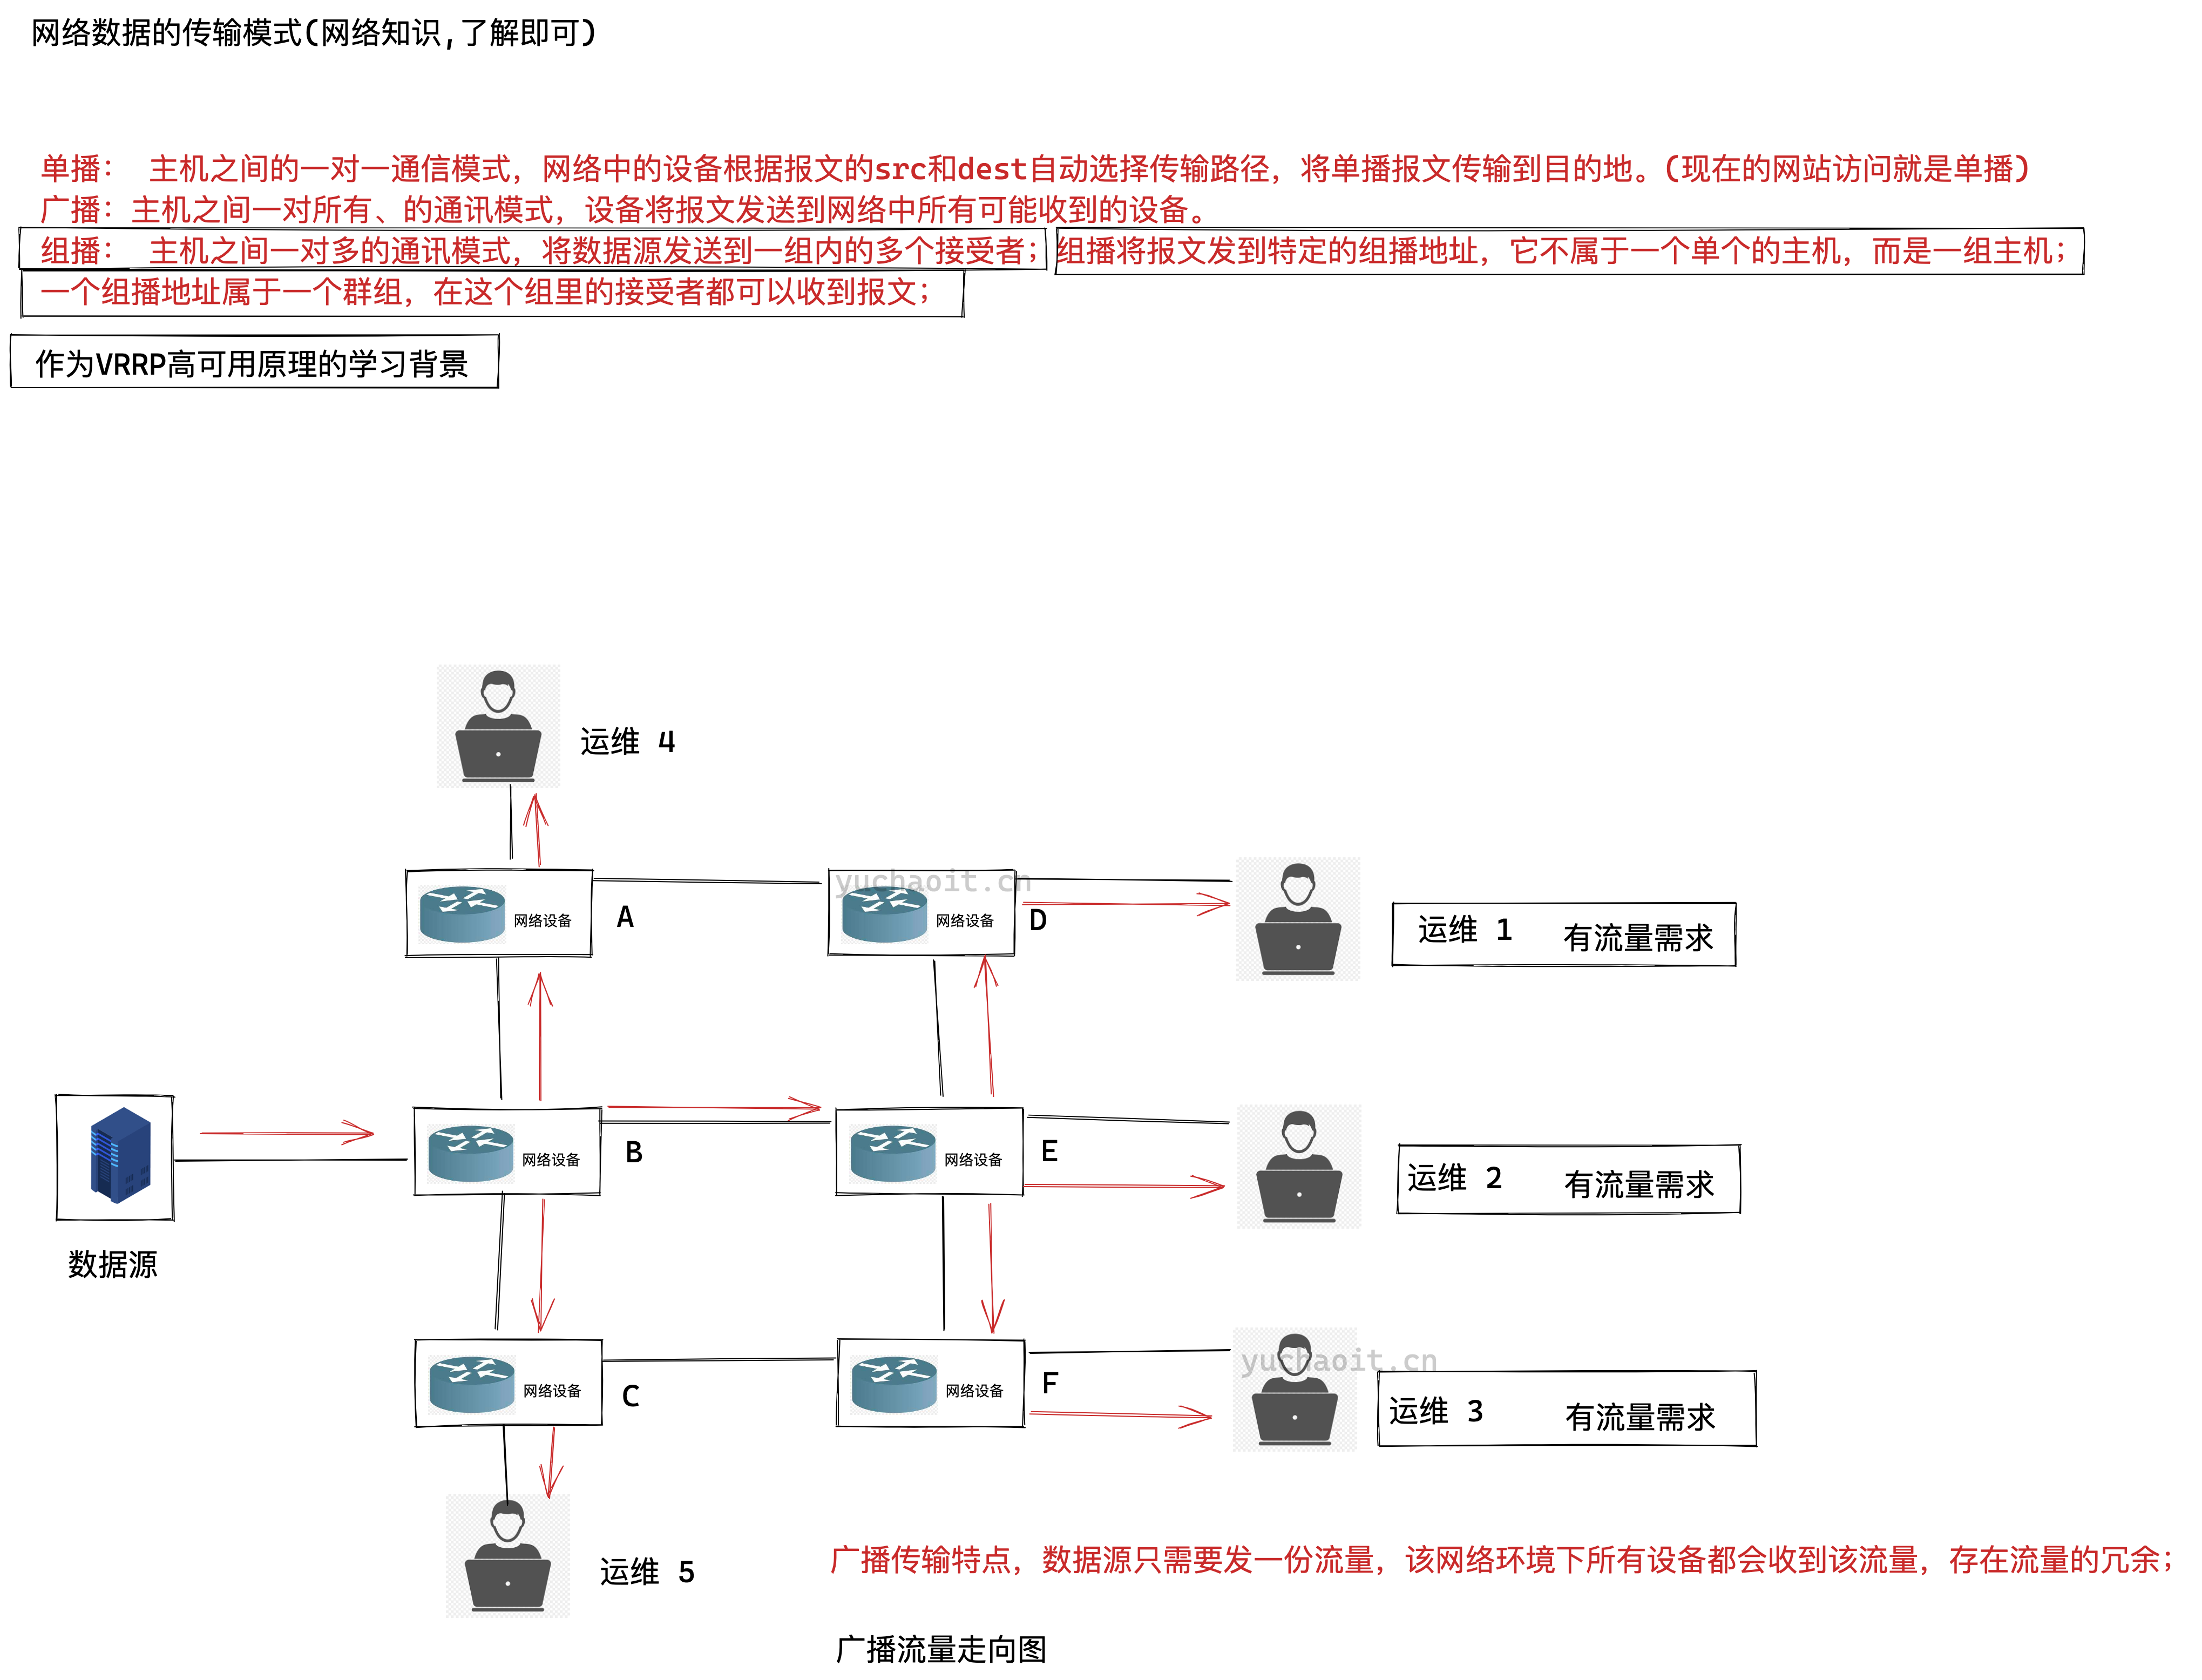 网络数据的传输模式(网络知识,了解即可)
单播： 主机之间的一对一通信模式，网络中的设备根据报文的src和dest自动选择传输路径，将单播报文传输到目的地。(现在的网站访问就是单播)
广播：主机之间一对所有、的通讯模式，设备将报文发送到网络中所有可能收到的设备。
组播： 主机之间一对多的通讯模式，将数据源发送到一组内的多个接受者； 组播将报文发到特定的组播地址，它不属于一个单个的主机，而是一组主机；
一个组播地址属于一个群组，在这个组里的接受者都可以收到报文；
作为VRRP高可用原理的学习背景
运维 4
yuchaoit.cn
网络设备
A
网络设备
D
运维 1 有流量需求
网络设备
B
网络设备
E
运维 2 有流量需求
数据源
yuchaoit.cn
网络设备
C
网络设备
F
运维 3 有流量需求
运维 5
广播传输特点，数据源只需要发一份流量，该网络环境下所有设备都会收到该流量，存在流量的冗余；
广播流量走向图